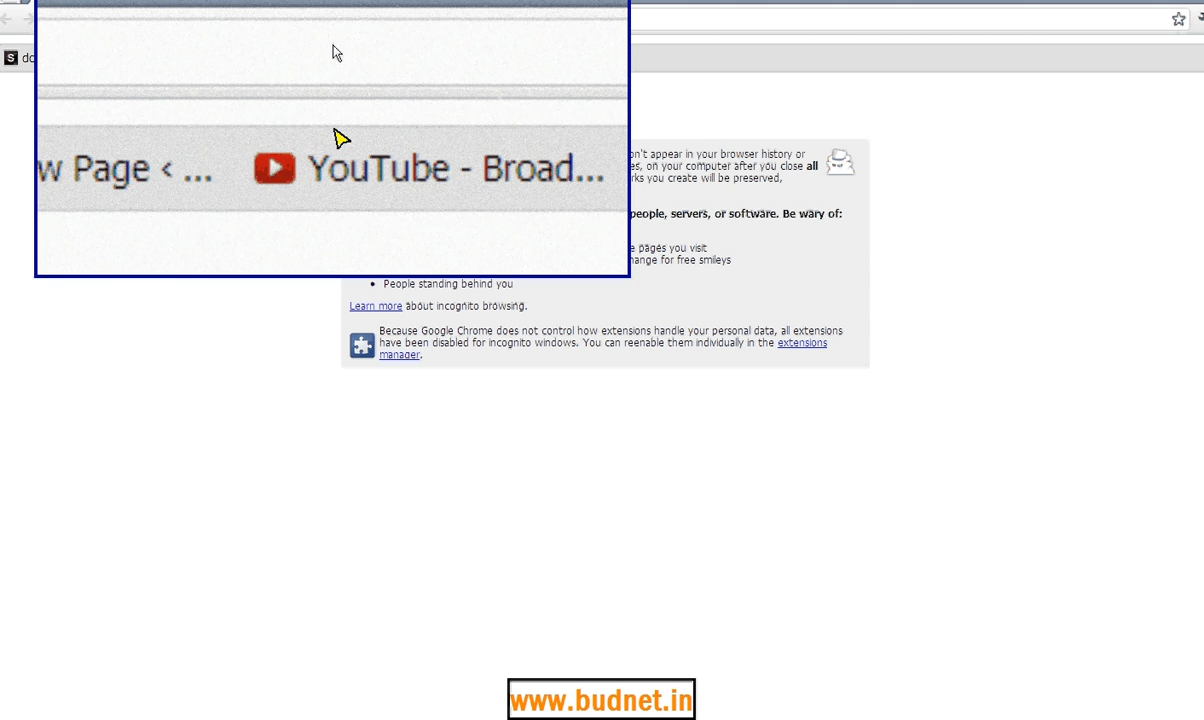 S do
w Page < ...
YouTube - Broad...
on't appear in your browser history or
es, on your computer after you close all
rks you create will be preserved,
people, servers, or software. Be wary of:
e pages you visit
hange for free smileys
• People standing behind you
Learn more about incognito browsing.
Because Google Chrome does not control how extensions handle your personal data, all extensions
have been disabled for incognito windows. You can reenable them individually in the extensions
manager.
www.budnet.in